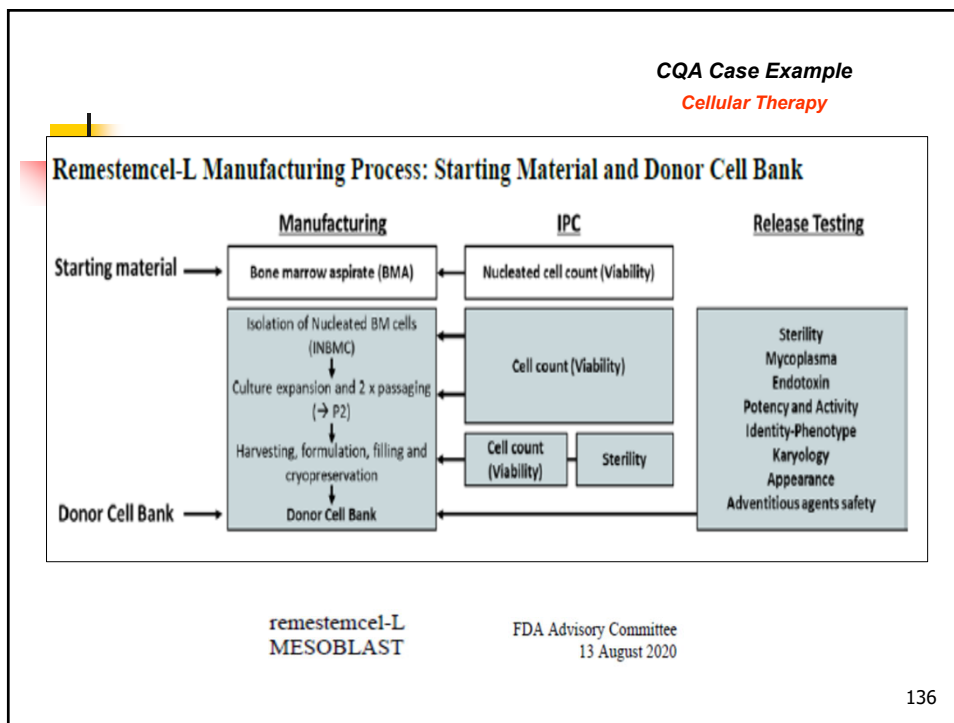 CQA Case Example
Cellular Therapy
Remestemcel-L Manufacturing Process: Starting Material and Donor Cell Bank
Manufacturing
IPC
Release Testing
Starting material
Bone marrow aspirate (BMA)
Nucleated cell count (Viability)
Isolation of Nucleated BM cells
(INBMC)
Culture expansion and 2 x passaging
(→ P2)
Harvesting, formulation, filling and
cryopreservation
Donor Cell Bank
Donor Cell Bank
Cell count (Viability)
Cell count
(Viability)
Sterility
Sterility
Mycoplasma
Endotoxin
Potency and Activity
Identity-Phenotype
Karyology
Appearance
Adventitious agents safety
remestemcel-L
MESOBLAST
FDA Advisory Committee
13 August 2020
136